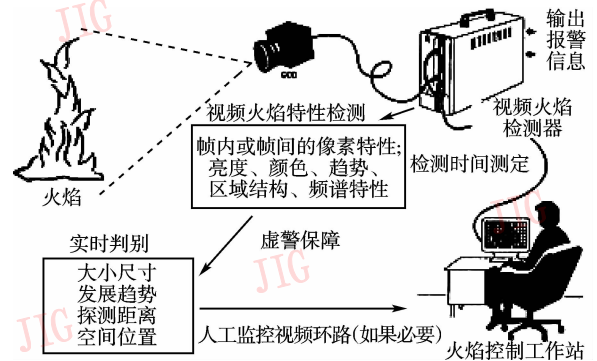 JIG
输出
报警
信息
视频火焰特性检测
视频火焰
检测器
帧内或帧间的像素特性;
亮度、颜色、趋势、
区域结构、频谱特性
检测时间测定
火焰
JIG
实时判别
虚警保障
大小尺寸
发展趋势
探测距离
空间位置
JIG
JIG
人工监控视频环路(如果必要)
火焰控制工作站